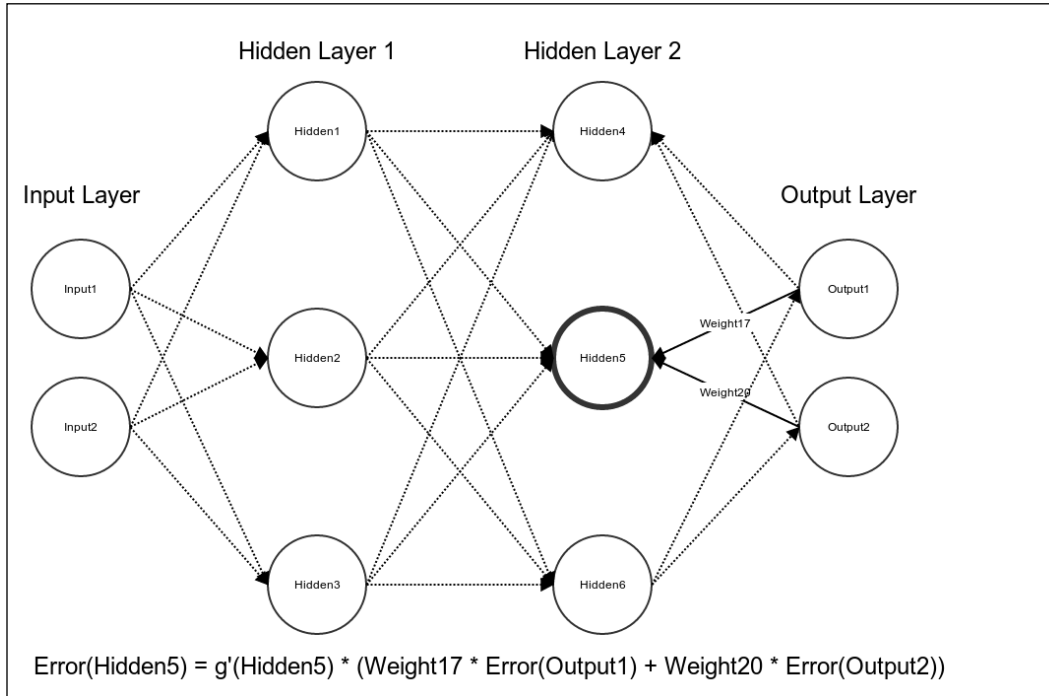 Hidden Layer 1
Hidden Layer 2
Hidden1
Hidden4
Input Layer
Output Layer
Input1
Output1
Weight17
Hidden2
Hidden5
Weight20
Input2
Output2
Hidden3
Hidden6
Error(Hidden5) = g'(Hidden5) * (Weight17 * Error(Output1) + Weight20 * Error(Output2))